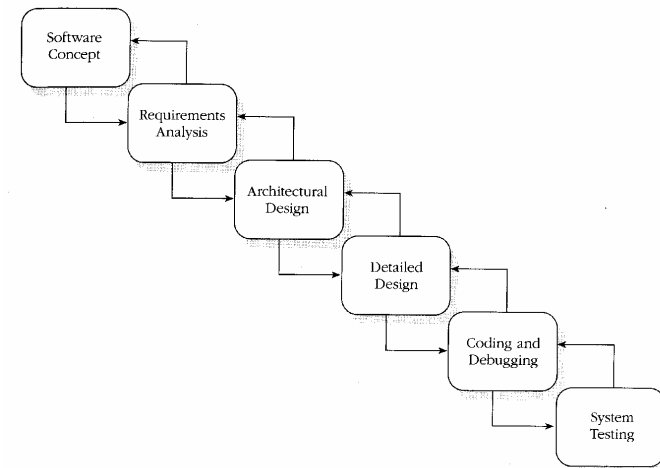 Software
Concept
Requirements
Analysis
Architectural
Design
Detailed
Design
Coding and
Debugging
System
Testing